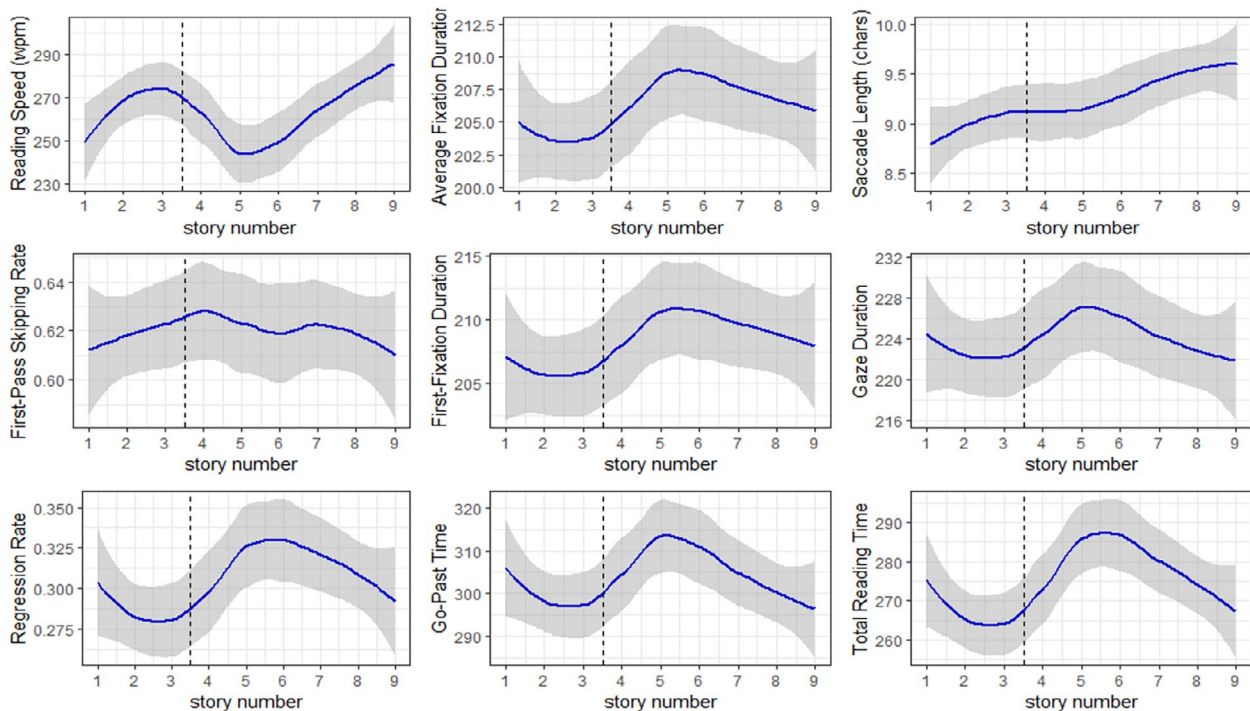 Reading Speed (wpm)
290
270
250
230
1 2 3 4 5 6 7 8 9
story number
Average Fixation Duration
212.5
210.0
207.5
205.0
202.5
200.0
1 2 3 4 5 6 7 8 9
story number
Saccade Length (chars)
10.0
9.5
9.0
8.5
1 2 3 4 5 6 7 8 9
story number
First-Pass Skipping Rate
0.64
0.62
0.60
1 2 3 4 5 6 7 8 9
story number
First-Fixation Duration
215
210
205
1 2 3 4 5 6 7 8 9
story number
Gaze Duration
232
228
224
220
216
1 2 3 4 5 6 7 8 9
story number
Regression Rate
0.350
0.325
0.300
0.275
1 2 3 4 5 6 7 8 9
story number
Go-Past Time
320
310
300
290
1 2 3 4 5 6 7 8 9
story number
Total Reading Time
290
280
270
260
1 2 3 4 5 6 7 8 9
story number